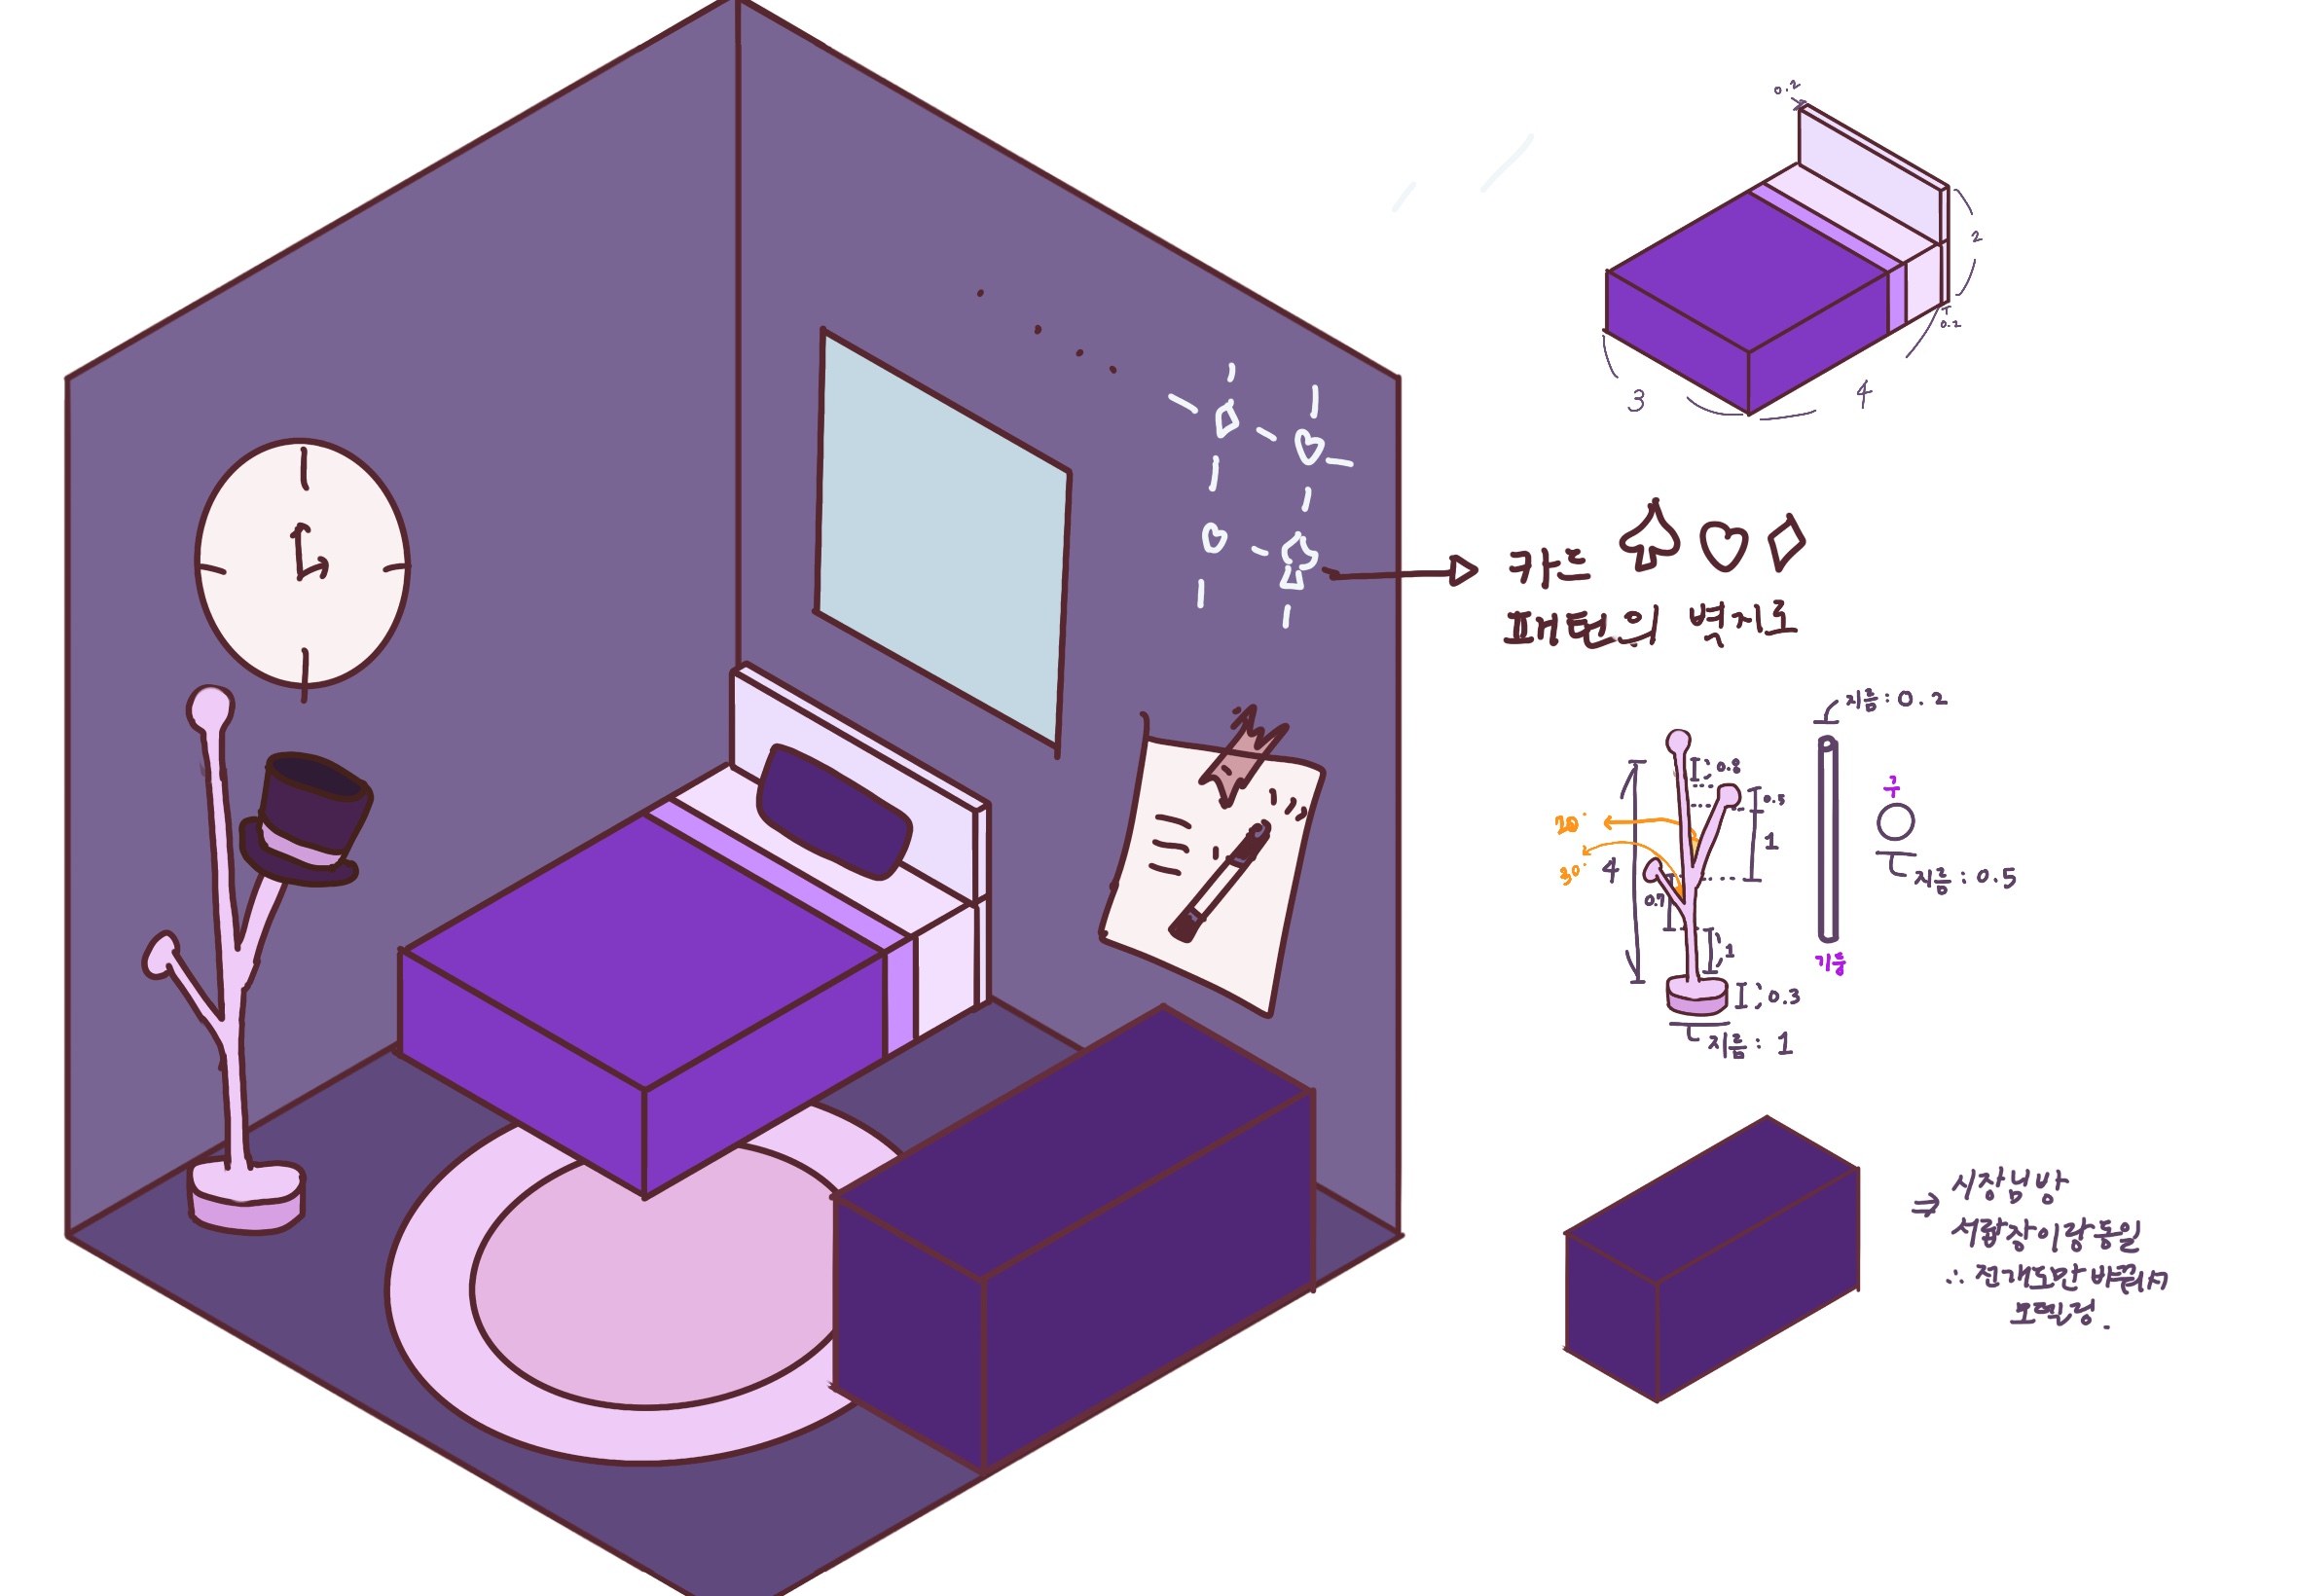 0.2
2
0.2
3
4
카드 ♤♡◇
패턴의 벽지로
지름:0.2
0.8
0.5
20°
1
30°
4
0.7
구
지름:0.5
1
기둥
0.3
지름:1
⇒ 시장님방
서랍장이랑 동일
∴ 전개도만 바꿔서
모델링.